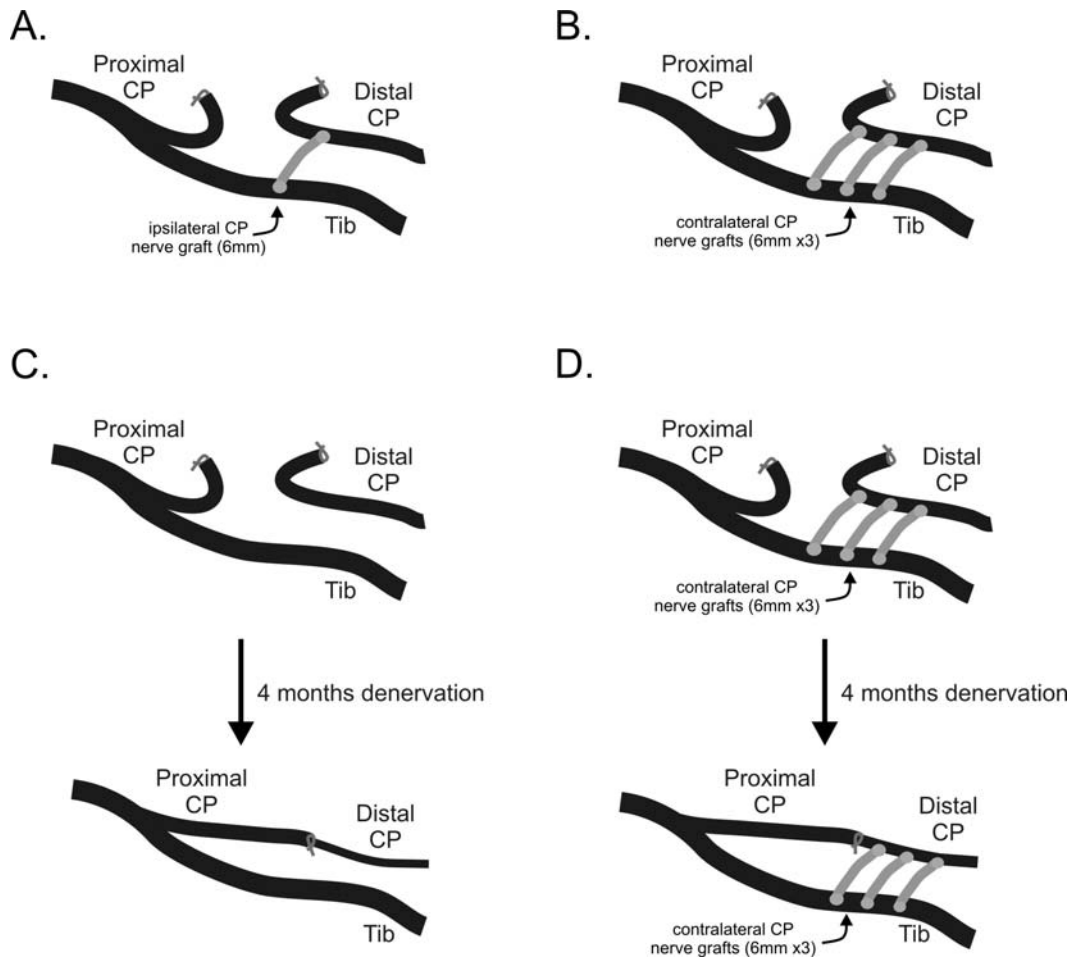 A.
Proximal
CP
Distal
CP
ipsilateral CP
nerve graft (6mm)
Tib
B.
Proximal
CP
Distal
CP
contralateral CP
nerve grafts (6mm x3)
Tib
C.
Proximal
CP
Distal
CP
Tib
4 months denervation
Proximal
CP
Distal
CP
Tib
D.
Proximal
CP
Distal
CP
contralateral CP
nerve grafts (6mm x3)
Tib
4 months denervation
Proximal
CP
Distal
CP
contralateral CP
nerve grafts (6mm x3)
Tib